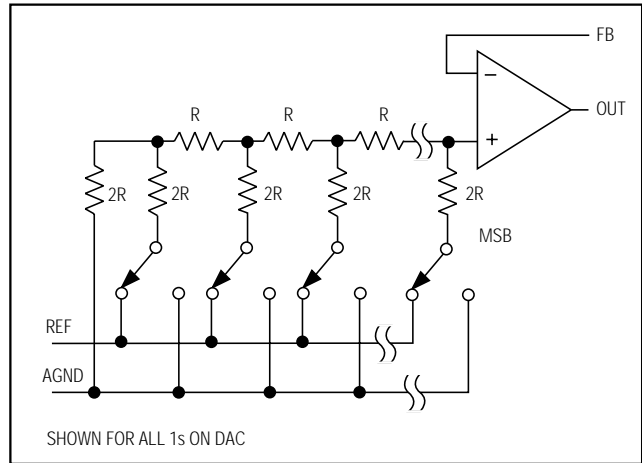 FB
−
OUT
+
R R R
2R 2R 2R 2R 2R
MSB
REF
AGND
SHOWN FOR ALL 1s ON DAC